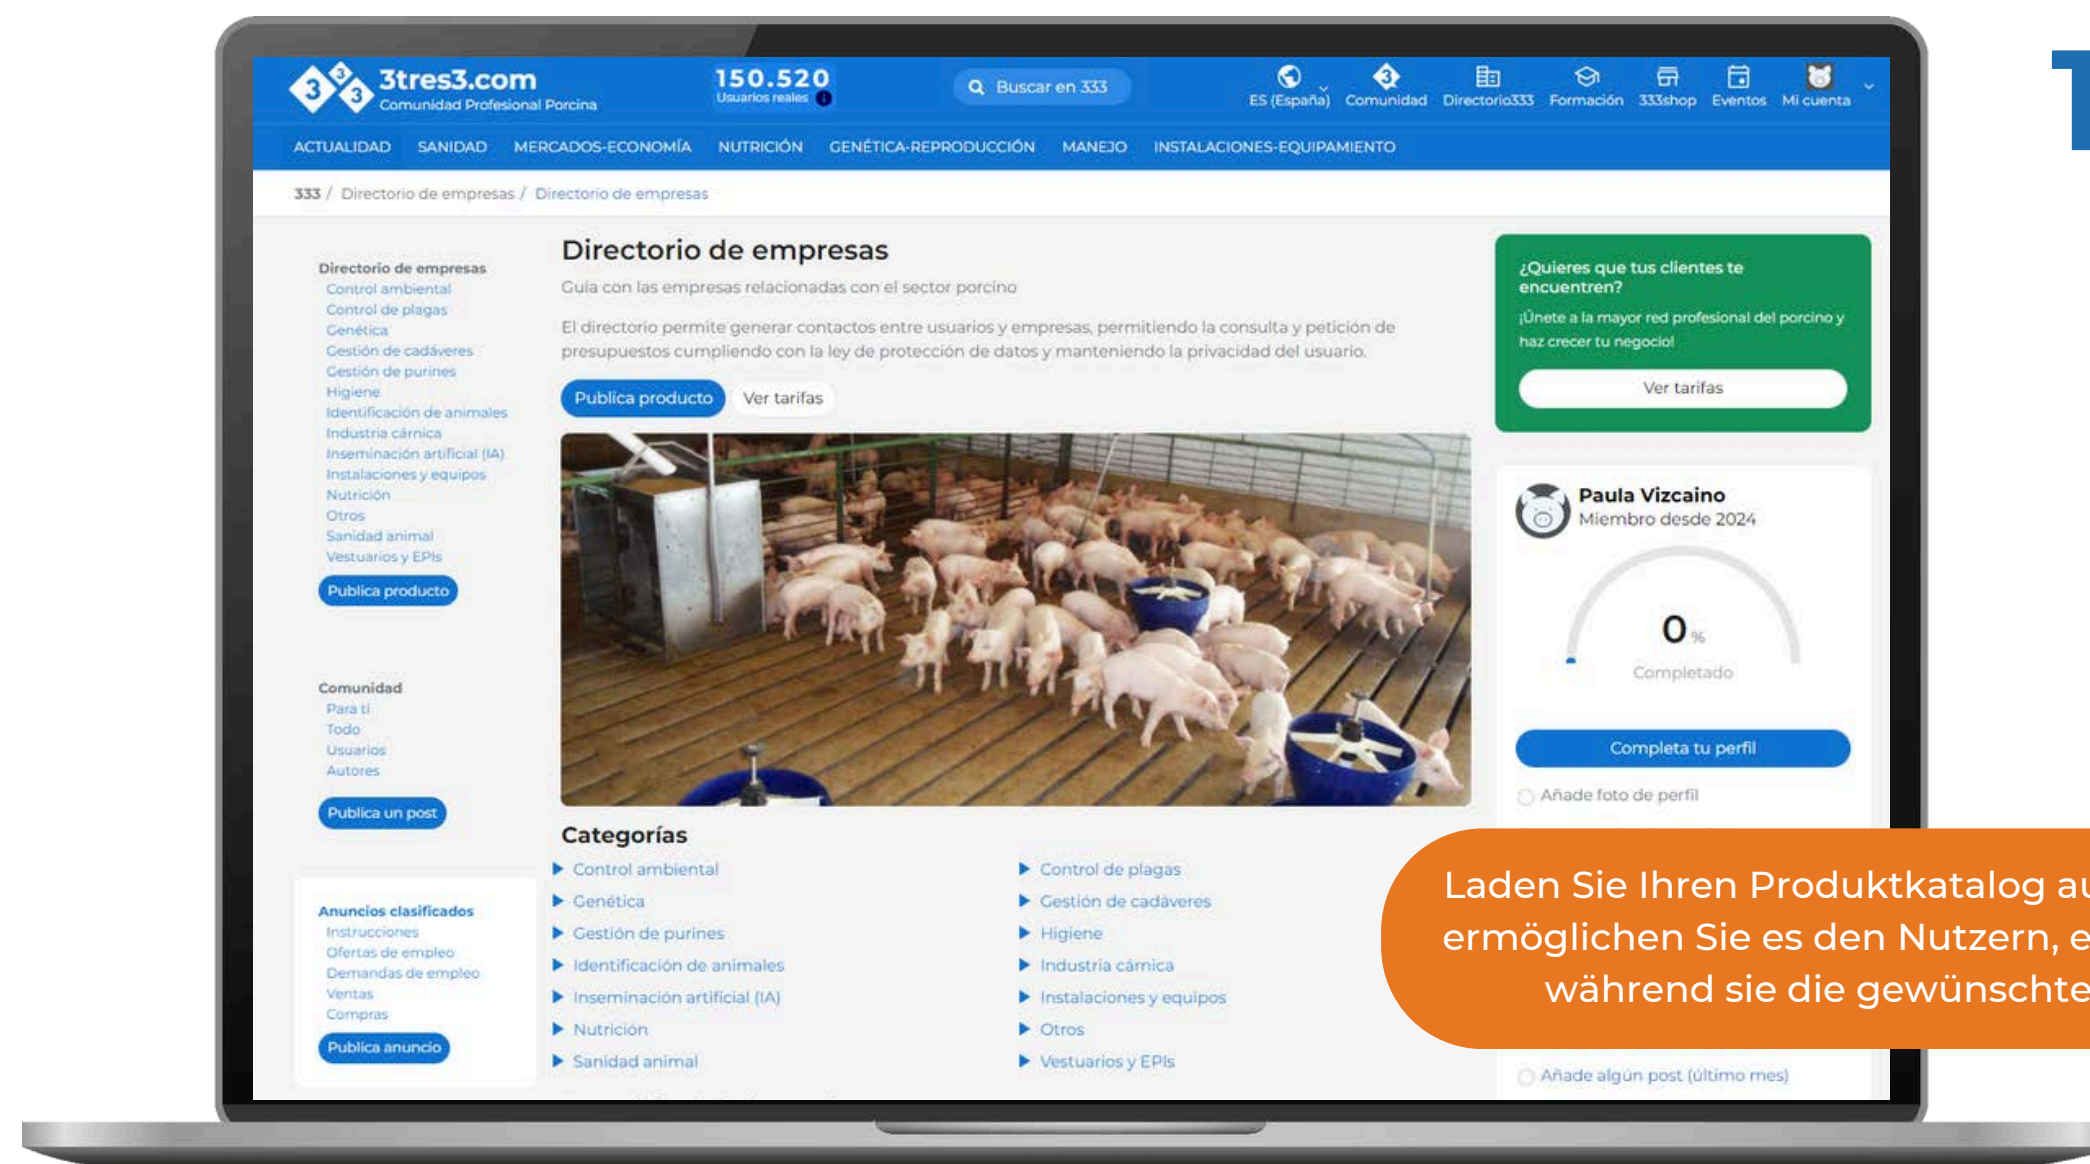 3tres3.com
Comunidad Profesional Porcina
150.520
Usuarios reales
Buscar en 333
ES (España)
Comunidad
Directorio333
Formación
333shop
Eventos
Mi cuenta
ACTUALIDAD SANIDAD MERCADOS-ECONOMÍA NUTRICIÓN GENÉTICA-REPRODUCCIÓN MANEJO INSTALACIONES-EQUIPAMIENTO
333 / Directorio de empresas / Directorio de empresas
Directorio de empresas
Control ambiental
Control de plagas
Genética
Gestión de cadáveres
Gestión de purines
Higiene
Identificación de animales
Industria cárnica
Inseminación artificial (IA)
Instalaciones y equipos
Nutrición
Otros
Sanidad animal
Vestuarios y EPIs
Publica producto
Comunidad
Para ti
Todo
Usuarios
Autores
Publica un post
Anuncios clasificados
Instrucciones
Ofertas de empleo
Demandas de empleo
Ventas
Compras
Publica anuncio
Directorio de empresas
Guía con las empresas relacionadas con el sector porcino
El directorio permite generar contactos entre usuarios y empresas, permitiendo la consulta y petición de
presupuestos cumpliendo con la ley de protección de datos y manteniendo la privacidad del usuario.
Publica producto
Ver tarifas
Categorías
Control ambiental
Control de plagas
Genética
Gestión de cadáveres
Gestión de purines
Higiene
Identificación de animales
Industria cárnica
Inseminación artificial (IA)
Instalaciones y equipos
Nutrición
Otros
Sanidad animal
Vestuarios y EPIs
¿Quieres que tus clientes te
encuentren?
¡Únete a la mayor red profesional del porcino y
haz crecer tu negocio!
Ver tarifas
Paula Vizcaino
Miembro desde 2024
0 %
Completado
Completa tu perfil
Añade foto de perfil
Laden Sie Ihren Produktkatalog
ermöglichen Sie es den Nutzern,
während sie die gewünschte
Añade algún post (último mes)